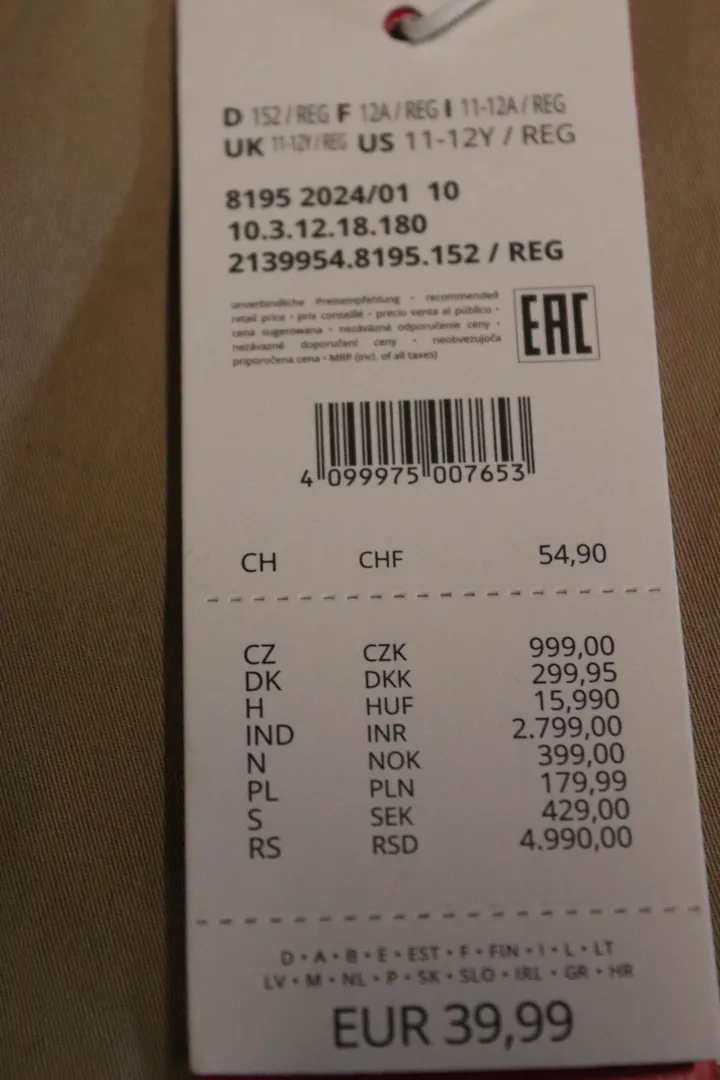 D 152 / REG F 12A / REG I 11-12A / REG
UK 11-12Y / REG US 11-12Y / REG
8195 2024/01 10
10.3.12.18.180
2139954.8195.152 / REG
unverbindliche Preisempfehlung • recommended
retail price • prix conseillé • precio venta al público •
cena sugerowana • nezáväzné odporučenie ceny •
nezávazné doporučení ceny • neobvezujoča
priporočena cena • MRP (incl. of all taxes)
EAC
4 099975 007653
CH CHF 54,90
CZ CZK 999,00
DK DKK 299,95
H HUF 15,990
IND INR 2.799,00
N NOK 399,00
PL PLN 179,99
S SEK 429,00
RS RSD 4.990,00
D • A • B • E • EST • F • FIN • I • L • LT
LV • M • NL • P • SK • SLO • IRL • GR • HR
EUR 39,99